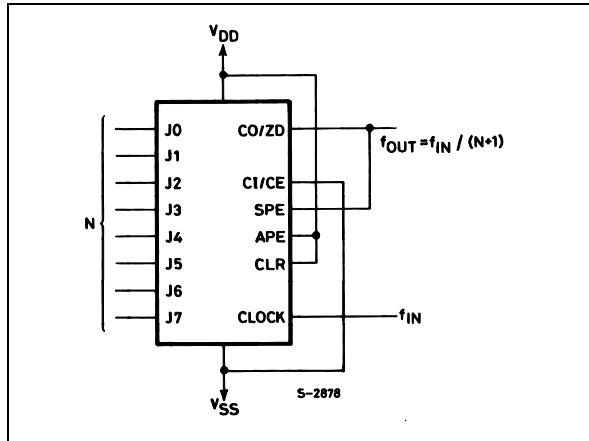 VDD
J0 CO/ZD
fOUT = fIN / (N+1)
J1
J2 CI/CE
J3 SPE
N
J4 APE
J5 CLR
J6
J7 CLOCK
fIN
S-2878
VSS